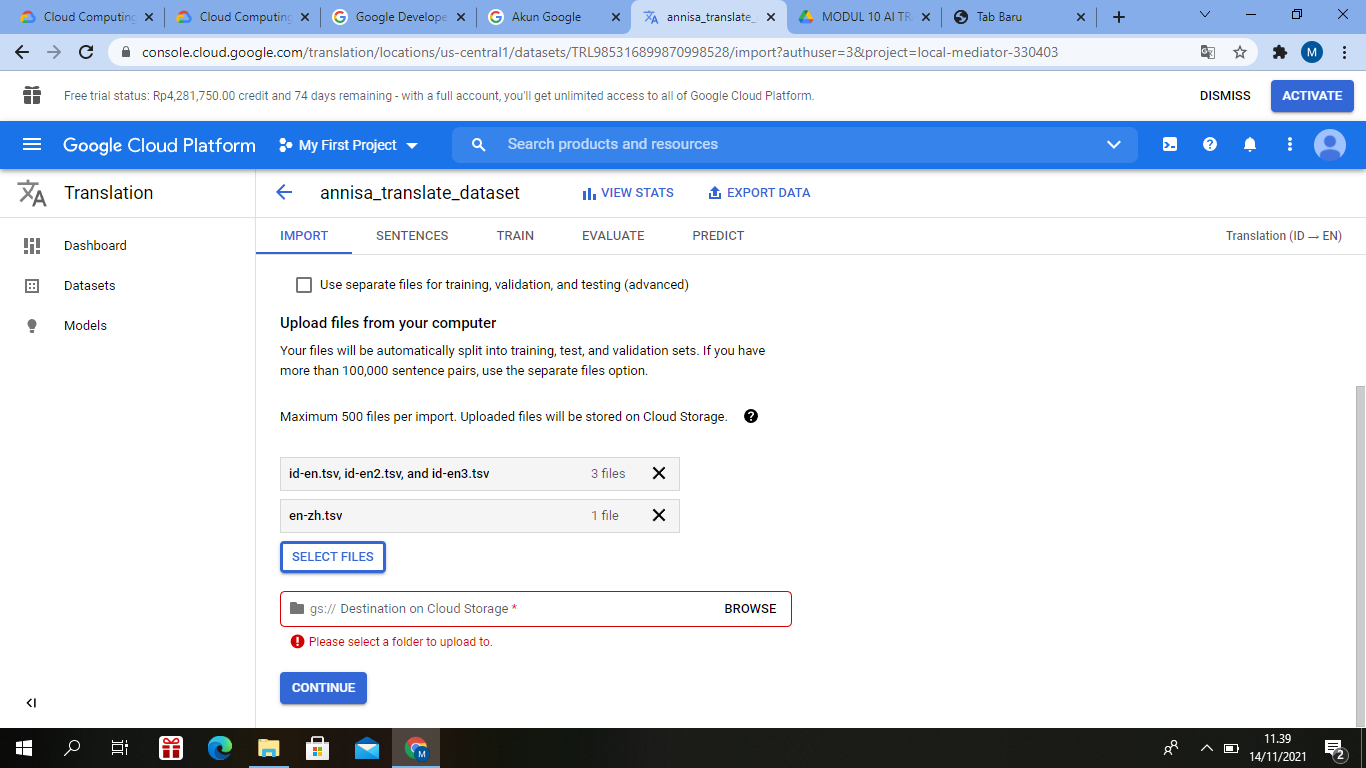 Cloud Computing
Cloud Computing
Google Develope
Akun Google
annisa_translate_
MODUL 10 AI TR
Tab Baru
console.cloud.google.com/translation/locations/us-central1/datasets/TRL985316899870998528/import?authuser=3&project=local-mediator-330403
M
Free trial status: Rp4,281,750.00 credit and 74 days remaining - with a full account, you'll get unlimited access to all of Google Cloud Platform.
DISMISS
ACTIVATE
Google Cloud Platform
My First Project
Search products and resources
Translation
annisa_translate_dataset
VIEW STATS
EXPORT DATA
Dashboard
Datasets
Models
IMPORT
SENTENCES
TRAIN
EVALUATE
PREDICT
Translation (ID → EN)
Use separate files for training, validation, and testing (advanced)
Upload files from your computer
Your files will be automatically split into training, test, and validation sets. If you have
more than 100,000 sentence pairs, use the separate files option.
Maximum 500 files per import. Uploaded files will be stored on Cloud Storage.
id-en.tsv, id-en2.tsv, and id-en3.tsv
3 files
en-zh.tsv
1 file
SELECT FILES
gs:// Destination on Cloud Storage *
BROWSE
Please select a folder to upload to.
CONTINUE
M
11.39
14/11/2021
2